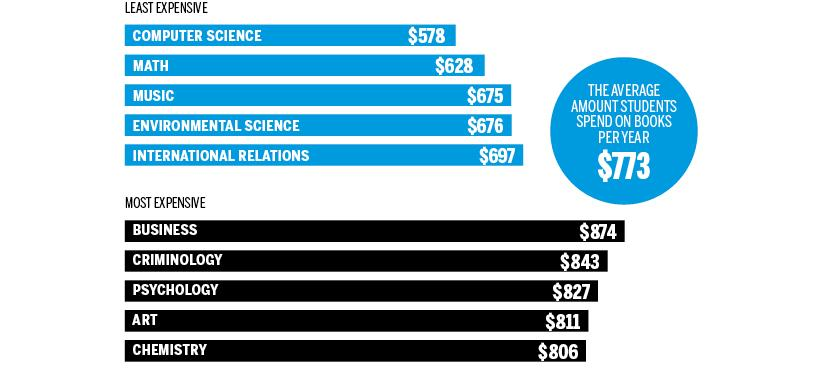 LEAST EXPENSIVE
COMPUTER SCIENCE $578
MATH $628
MUSIC $675
ENVIRONMENTAL SCIENCE $676
INTERNATIONAL RELATIONS $697
THE AVERAGE
AMOUNT STUDENTS
SPEND ON BOOKS
PER YEAR
$773
MOST EXPENSIVE
BUSINESS $874
CRIMINOLOGY $843
PSYCHOLOGY $827
ART $811
CHEMISTRY $806